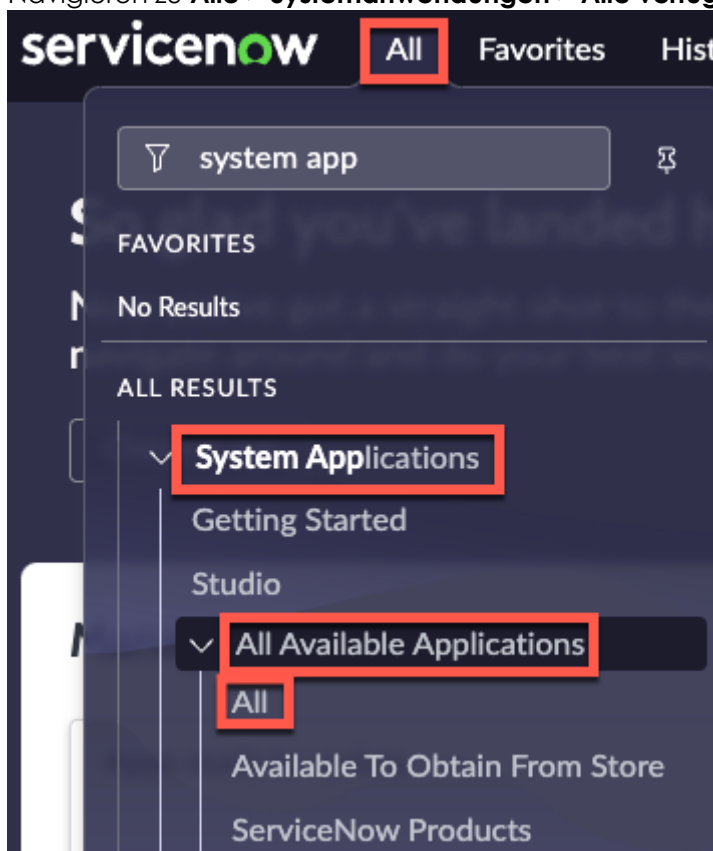 servicenow All Favorites Hist
system app
FAVORITES
No Results
ALL RESULTS
System Applications
Getting Started
Studio
All Available Applications
All
Available To Obtain From Store
ServiceNow Products